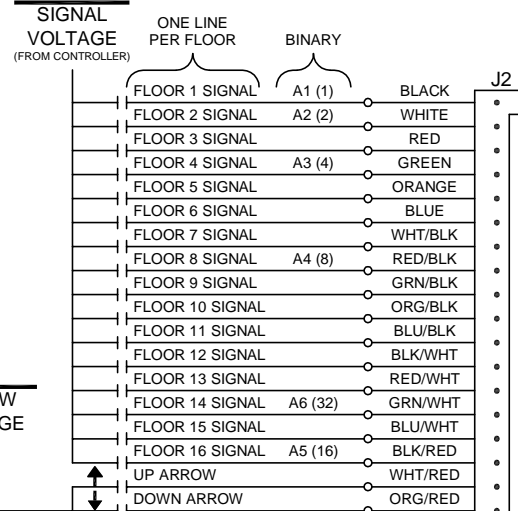 SIGNAL
VOLTAGE
(FROM CONTROLLER)
ONE LINE
PER FLOOR
BINARY
J2
FLOOR 1 SIGNAL A1 (1) BLACK
FLOOR 2 SIGNAL A2 (2) WHITE
FLOOR 3 SIGNAL RED
FLOOR 4 SIGNAL A3 (4) GREEN
FLOOR 5 SIGNAL ORANGE
FLOOR 6 SIGNAL BLUE
FLOOR 7 SIGNAL WHT/BLK
FLOOR 8 SIGNAL A4 (8) RED/BLK
FLOOR 9 SIGNAL GRN/BLK
FLOOR 10 SIGNAL ORG/BLK
FLOOR 11 SIGNAL BLU/BLK
FLOOR 12 SIGNAL BLK/WHT
FLOOR 13 SIGNAL RED/WHT
FLOOR 14 SIGNAL A6 (32) GRN/WHT
FLOOR 15 SIGNAL BLU/WHT
FLOOR 16 SIGNAL A5 (16) BLK/RED
UP ARROW WHT/RED
DOWN ARROW ORG/RED
W
GE